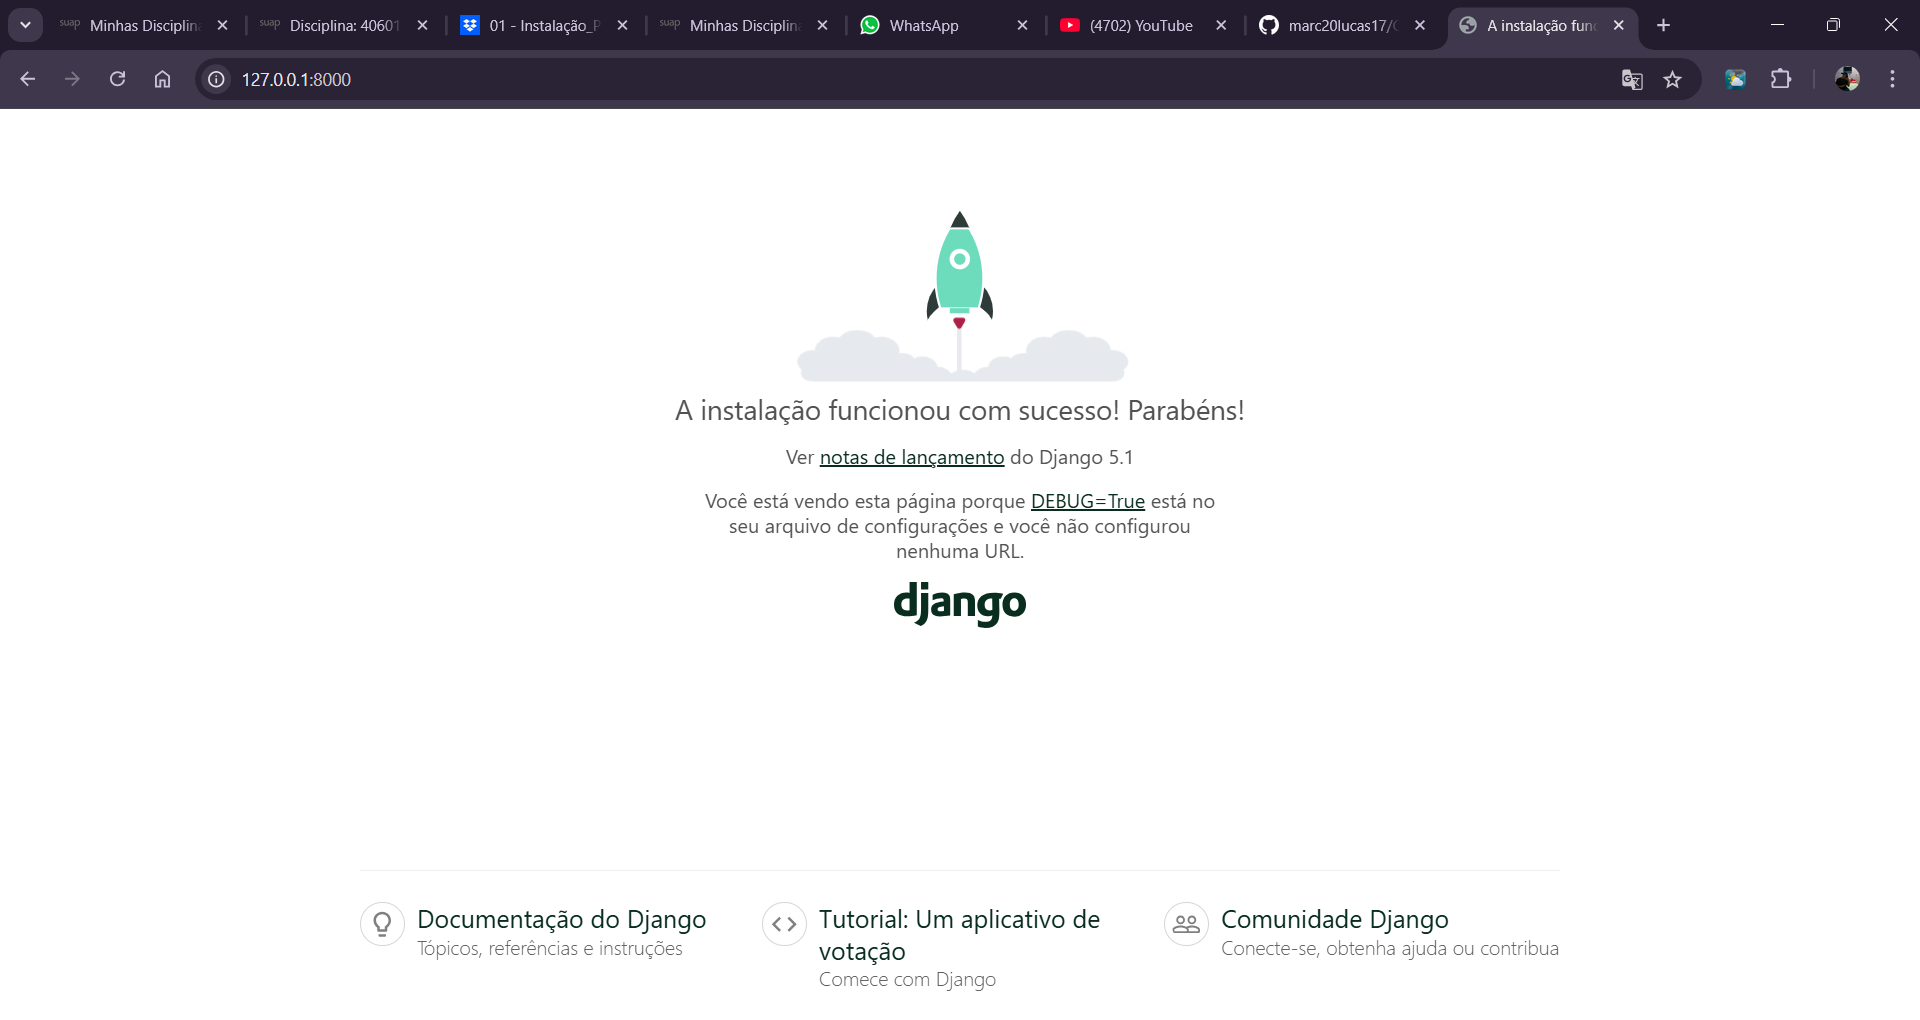 suap Minhas Disciplina
suap Disciplina: 40601
01 - Instalação_P
suap Minhas Disciplina
WhatsApp
(4702) YouTube
marc20lucas17/
A instalação fun
127.0.0.1:8000
A instalação funcionou com sucesso! Parabéns!
Ver notas de lançamento do Django 5.1
Você está vendo esta página porque DEBUG=True está no
seu arquivo de configurações e você não configurou
nenhuma URL.
django
Documentação do Django
Tópicos, referências e instruções
Tutorial: Um aplicativo de
votação
Comece com Django
Comunidade Django
Conecte-se, obtenha ajuda ou contribua